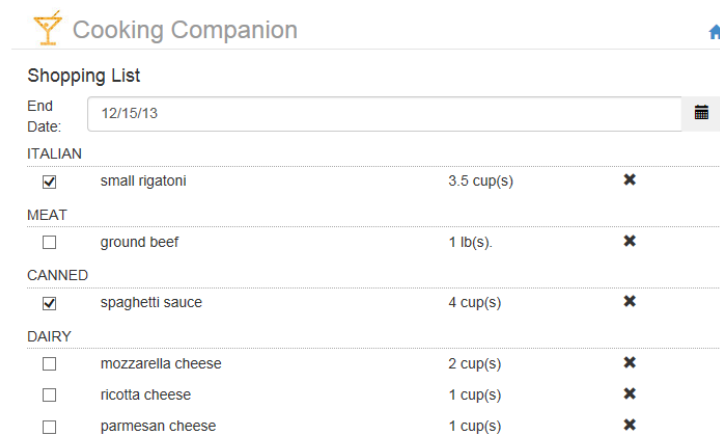 Cooking Companion
Shopping List
End
Date:
12/15/13
ITALIAN
small rigatoni 3.5 cup(s)
MEAT
ground beef 1 lb(s).
CANNED
spaghetti sauce 4 cup(s)
DAIRY
mozzarella cheese 2 cup(s)
ricotta cheese 1 cup(s)
parmesan cheese 1 cup(s)